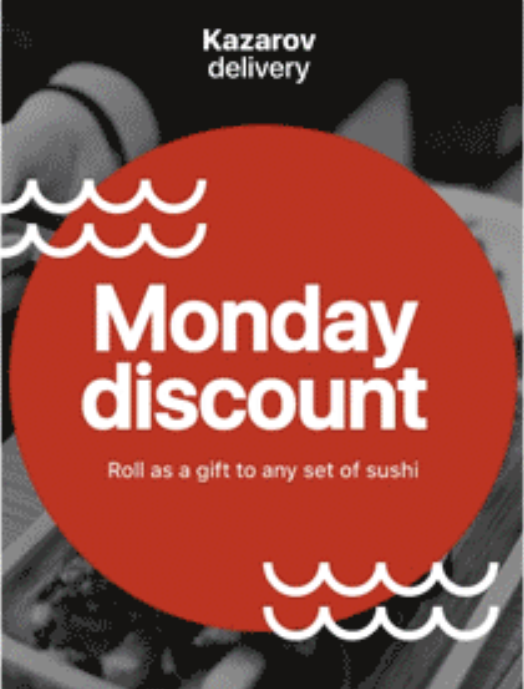 Kazarov
delivery
Monday
discount
Roll as a gift to any set of sushi